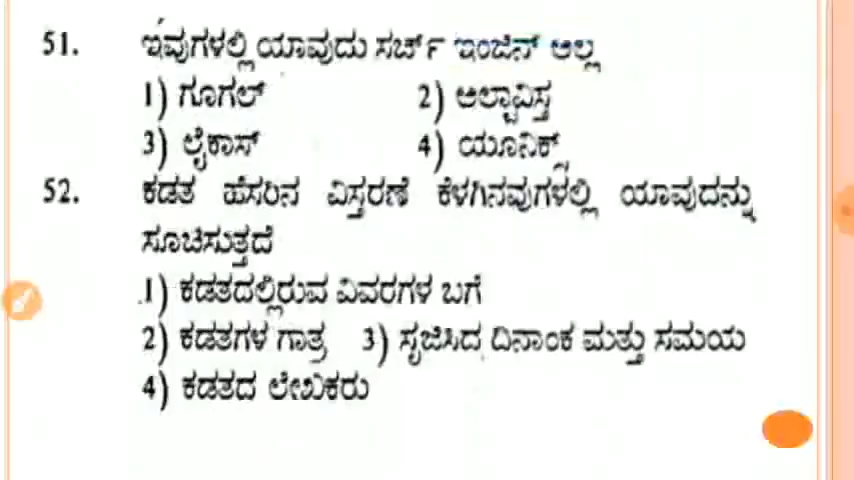 51. ಇವುಗಳಲ್ಲಿ ಯಾವುದು ಸರ್ಚ್ ಇಂಜಿನ್ ಅಲ್ಲ
1) ಗೂಗಲ್ 2) ಅಲ್ಟಾವಿಸ್ತ
3) ಲೈಕಾಸ್ 4) ಯೂನಿಕ್ಸ್
52. ಕಡತ ಹೆಸರಿನ ವಿಸ್ತರಣೆ ಕೆಳಗಿನವುಗಳಲ್ಲಿ ಯಾವುದನ್ನು
ಸೂಚಿಸುತ್ತದೆ
1) ಕಡತದಲ್ಲಿರುವ ವಿವರಗಳ ಬಗೆ
2) ಕಡತಗಳ ಗಾತ್ರ 3) ಸೃಜಿಸಿದ ದಿನಾಂಕ ಮತ್ತು ಸಮಯ
4) ಕಡತದ ಲೇಖಕರು